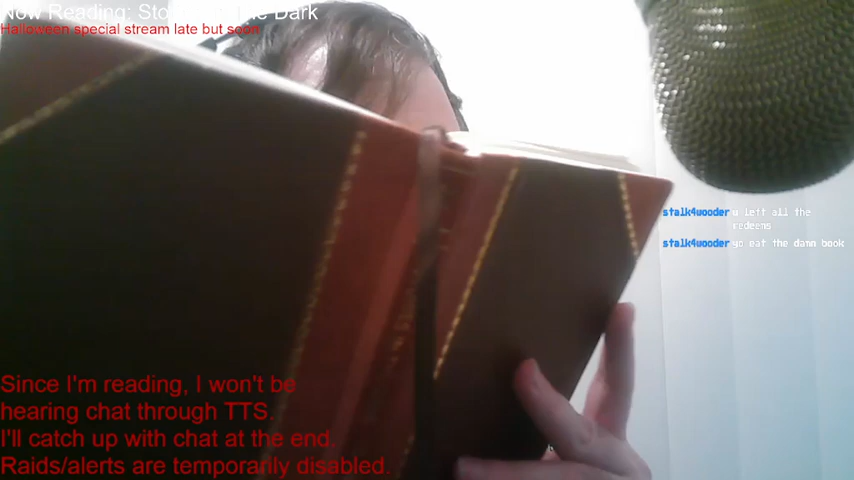 Now Reading: Sto Dark
Halloween special stream late but soon
stalk4wooder u left all the
redeems
stalk4wooder yo eat the damn book
Since I'm reading, I won't be
hearing chat through TTS.
I'll catch up with chat at the end.
Raids/alerts are temporarily disabled.